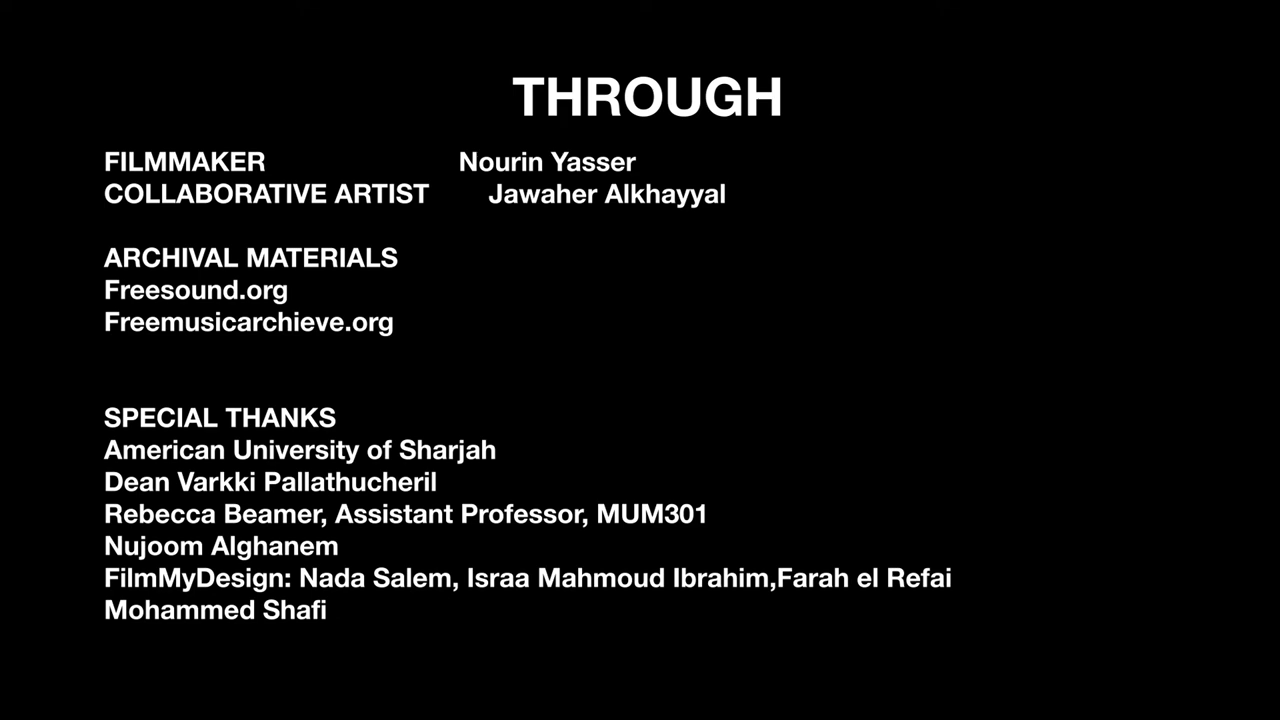 THROUGH
FILMMAKER Nourin Yasser
COLLABORATIVE ARTIST Jawaher Alkhayyal
ARCHIVAL MATERIALS
Freesound.org
Freemusicarchieve.org
SPECIAL THANKS
American University of Sharjah
Dean Varkki Pallathucheril
Rebecca Beamer, Assistant Professor, MUM301
Nujoom Alghanem
FilmMyDesign: Nada Salem, Israa Mahmoud Ibrahim,Farah el Refai
Mohammed Shafi